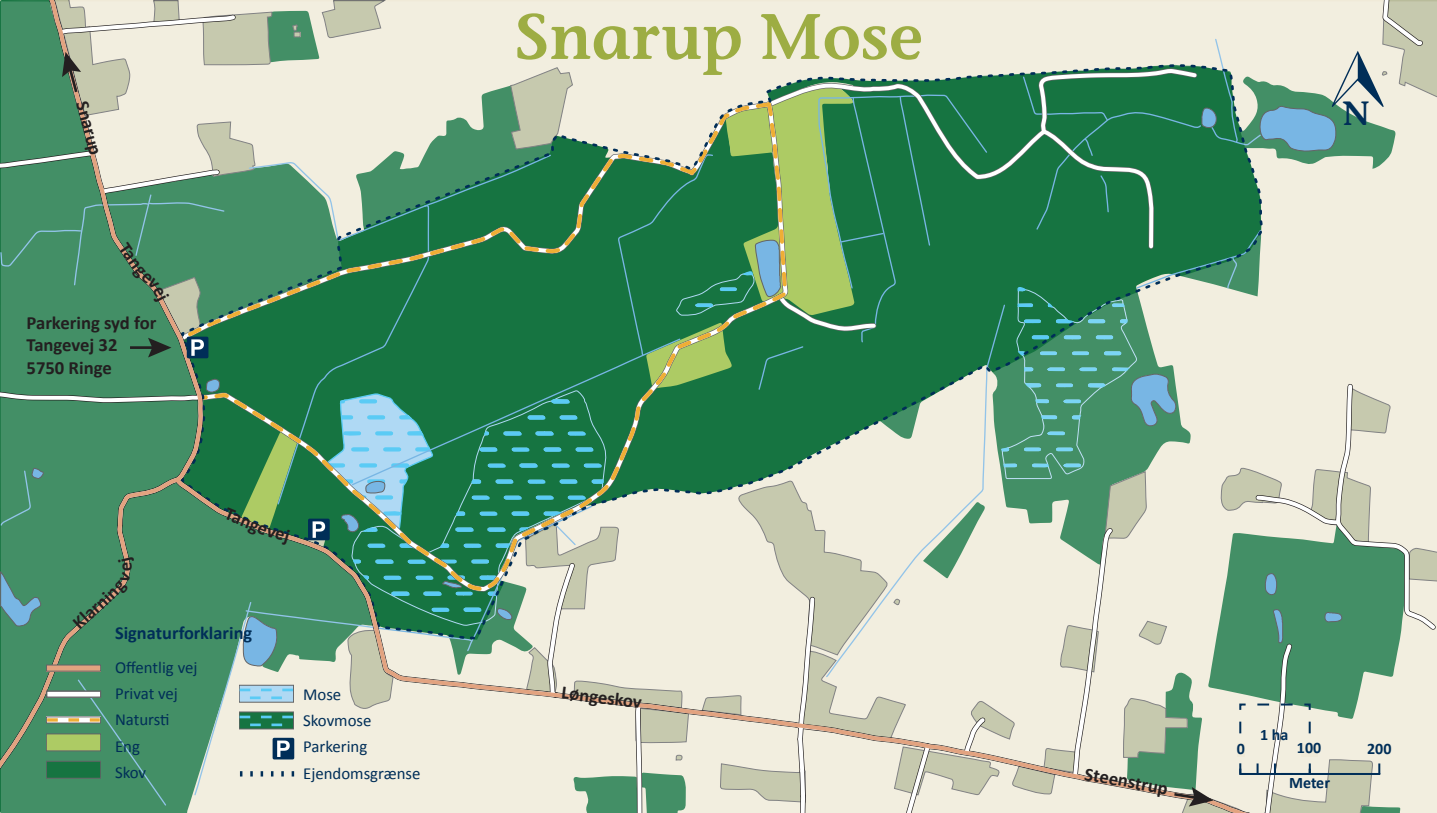 Snarup Mose
N
Snarup
Tangevej
Parkering syd for
Tangevej 32
5750 Ringe
P
Tangevej
P
Klarningvej
Signaturforklaring
Offentlig vej
Privat vej
Natursti
Eng
Skov
Mose
Skovmose
P Parkering
Ejendomsgrænse
Løngeskov
Steenstrup
1 ha
0 100 200
Meter